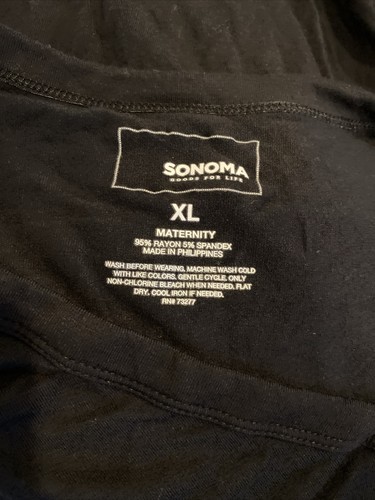 SONOMA
GOODS FOR LIFE
XL
MATERNITY
95% RAYON 5% SPANDEX
MADE IN PHILIPPINES
WASH BEFORE WEARING, MACHINE WASH COLD
WITH LIKE COLORS, GENTLE CYCLE, ONLY
NON-CHLORINE BLEACH WHEN NEEDED, FLAT
DRY, COOL IRON IF NEEDED.
RN# 73277